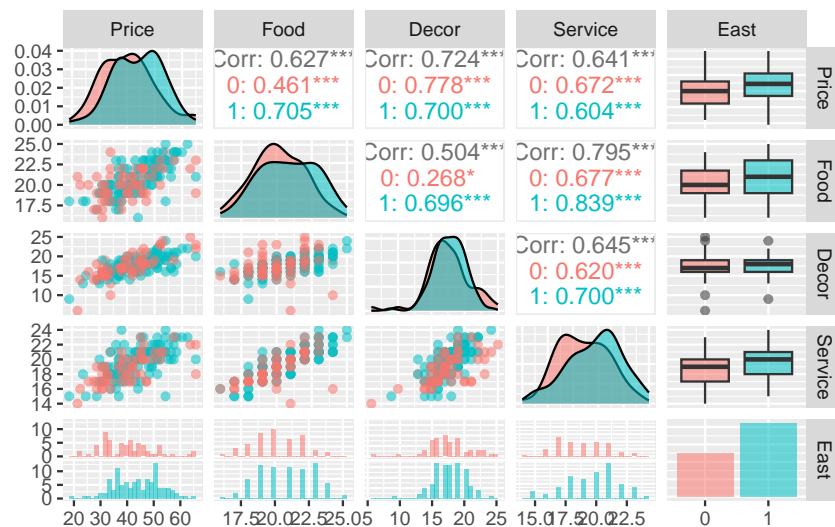 Price Food Decor Service East
0.04
0.03
0.02
0.01
0.00
Corr: 0.627***
0: 0.461***
1: 0.705***
Corr: 0.724***
0: 0.778***
1: 0.700***
Corr: 0.641***
0: 0.672***
1: 0.604***
Price
25.0
22.5
20.0
17.5
Corr: 0.504***
0: 0.268*
1: 0.696***
Corr: 0.795***
0: 0.677***
1: 0.839***
Food
25
20
15
10
Corr: 0.645***
0: 0.620***
1: 0.700***
Decor
24
22
20
18
16
14
Service
10
5
0
10
5
0
East
20 30 40 50 60
17.5 20.0 22.5 25.0
5 10 15 20 25
15.0 17.5 20.0 22.5
0 1